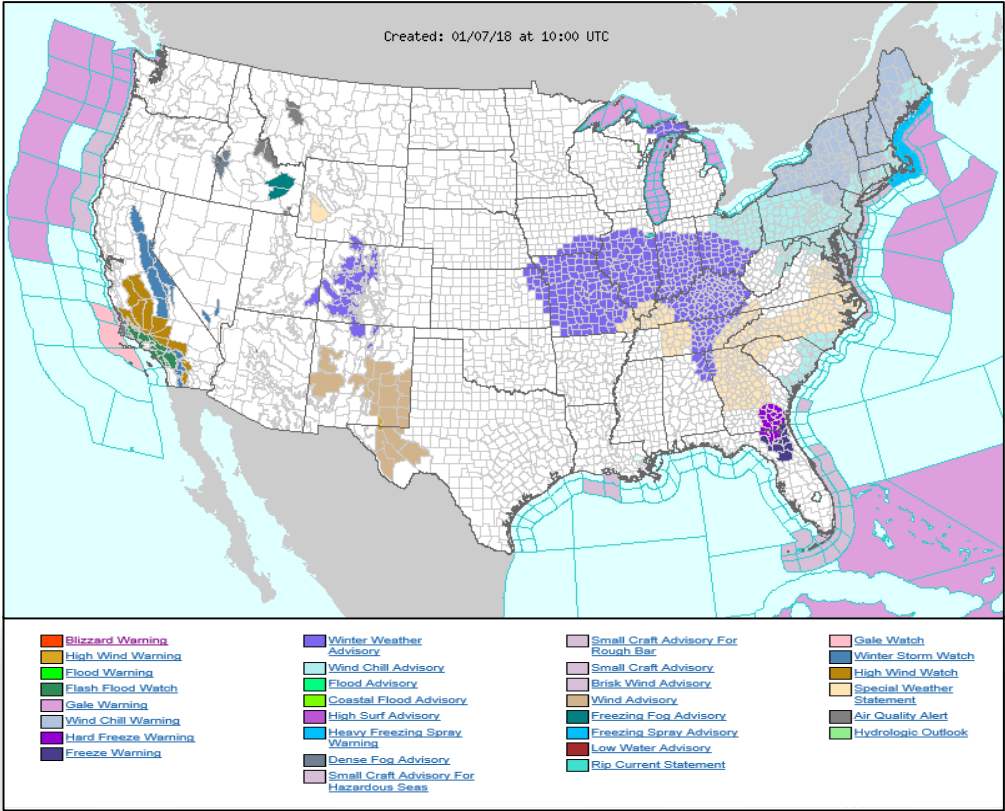 Created: 01/07/18 at 10:00 UTC
Blizzard Warning
High Wind Warning
Flood Warning
Flash Flood Watch
Gale Warning
Wind Chill Warning
Hard Freeze Warning
Freeze Warning
Winter Weather
Advisory
Wind Chill Advisory
Flood Advisory
Coastal Flood Advisory
High Surf Advisory
Heavy Freezing Spray
Warning
Dense Fog Advisory
Small Craft Advisory For
Hazardous Seas
Small Craft Advisory For
Rough Bar
Small Craft Advisory
Brisk Wind Advisory
Wind Advisory
Freezing Fog Advisory
Freezing Spray Advisory
Low Water Advisory
Rip Current Statement
Gale Watch
Winter Storm Watch
High Wind Watch
Special Weather
Statement
Air Quality Alert
Hydrologic Outlook